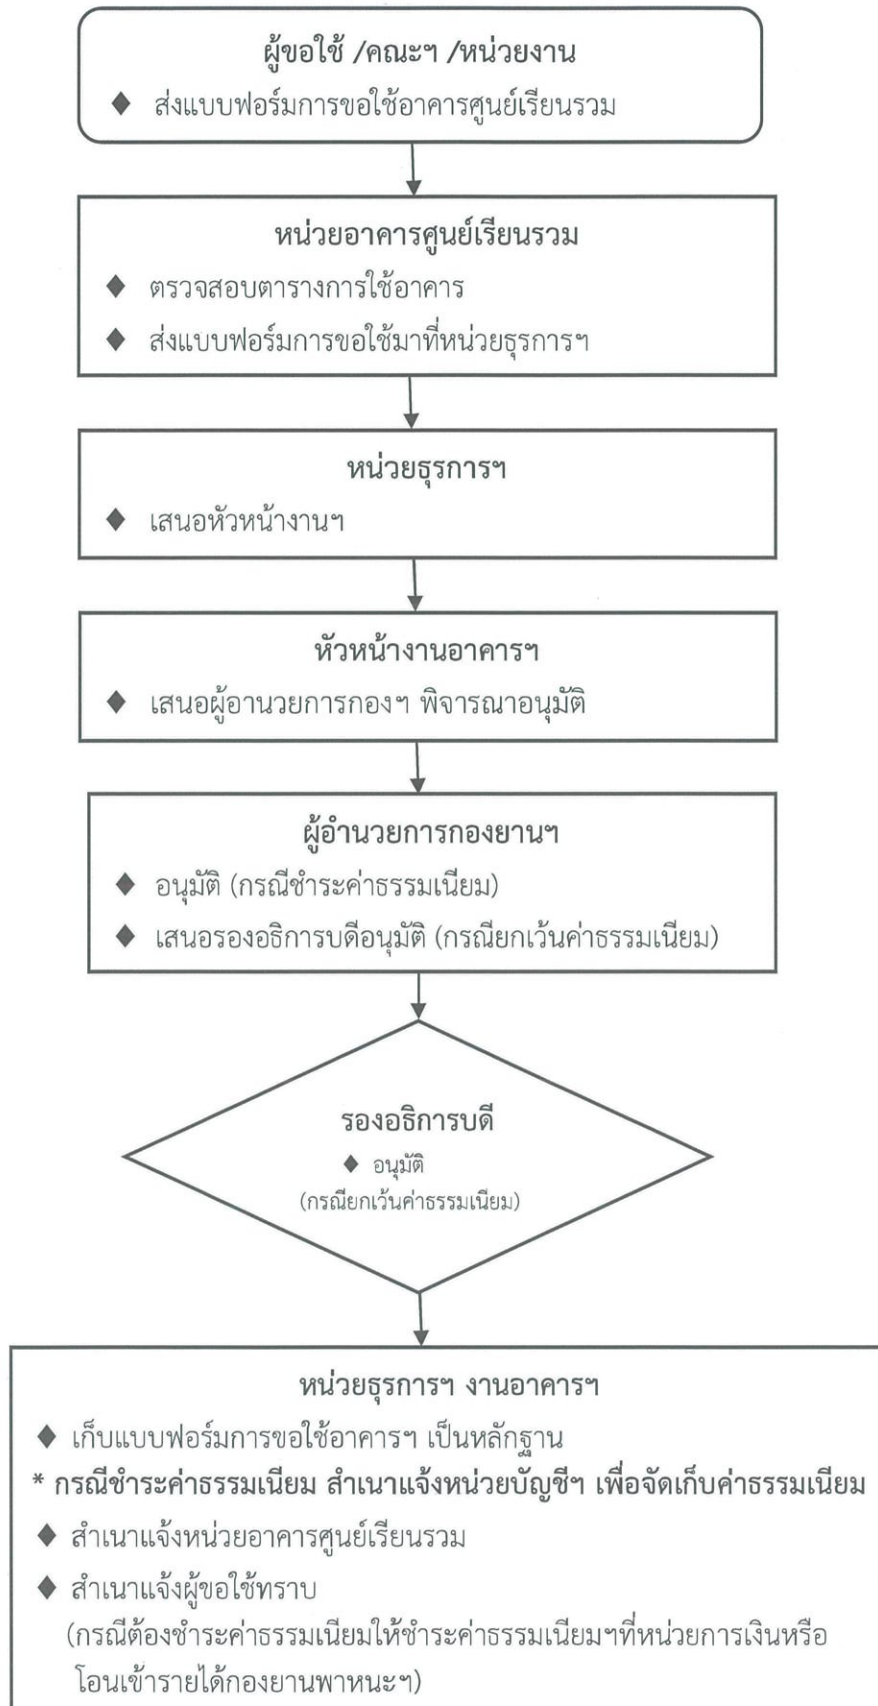 ผู้ขอใช้ /คณะฯ /หน่วยงาน
◆ ส่งแบบฟอร์มการขอใช้อาคารศูนย์เรียนรวม
หน่วยอาคารศูนย์เรียนรวม
◆ ตรวจสอบตารางการใช้อาคาร
◆ ส่งแบบฟอร์มการขอใช้มาที่หน่วยธุรการฯ
หน่วยธุรการฯ
◆ เสนอหัวหน้างานฯ
หัวหน้างานอาคารฯ
◆ เสนอผู้อานวยการกองฯ พิจารณาอนุมัติ
ผู้อำนวยการกองยานฯ
◆ อนุมัติ (กรณีชำระค่าธรรมเนียม)
◆ เสนอรองอธิการบดีอนุมัติ (กรณียกเว้นค่าธรรมเนียม)
รองอธิการบดี
◆ อนุมัติ
(กรณียกเว้นค่าธรรมเนียม)
หน่วยธุรการฯ งานอาคารฯ
◆ เก็บแบบฟอร์มการขอใช้อาคารฯ เป็นหลักฐาน
* กรณีชำระค่าธรรมเนียม สำเนาแจ้งหน่วยบัญชีฯ เพื่อจัดเก็บค่าธรรมเนียม
◆ สำเนาแจ้งหน่วยอาคารศูนย์เรียนรวม
◆ สำเนาแจ้งผู้ขอใช้ทราบ
(กรณีต้องชำระค่าธรรมเนียมให้ชำระค่าธรรมเนียมฯที่หน่วยการเงินหรือ
โอนเข้ารายได้กองยานพาหนะฯ)